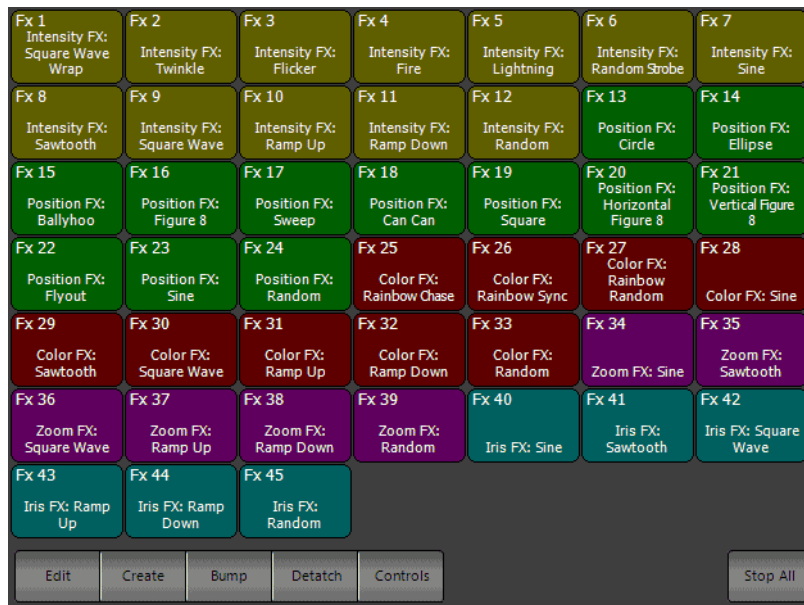 Fx 1
Intensity FX:
Square Wave
Wrap
Fx 2
Intensity FX:
Twinkle
Fx 3
Intensity FX:
Flicker
Fx 4
Intensity FX:
Fire
Fx 5
Intensity FX:
Lightning
Fx 6
Intensity FX:
Random Strobe
Fx 7
Intensity FX:
Sine
Fx 8
Intensity FX:
Sawtooth
Fx 9
Intensity FX:
Square Wave
Fx 10
Intensity FX:
Ramp Up
Fx 11
Intensity FX:
Ramp Down
Fx 12
Intensity FX:
Random
Fx 13
Position FX:
Circle
Fx 14
Position FX:
Ellipse
Fx 15
Position FX:
Ballyhoo
Fx 16
Position FX:
Figure 8
Fx 17
Position FX:
Sweep
Fx 18
Position FX:
Can Can
Fx 19
Position FX:
Square
Fx 20
Position FX:
Horizontal
Figure 8
Fx 21
Position FX:
Vertical Figure
8
Fx 22
Position FX:
Flyout
Fx 23
Position FX:
Sine
Fx 24
Position FX:
Random
Fx 25
Color FX:
Rainbow Chase
Fx 26
Color FX:
Rainbow Sync
Fx 27
Color FX:
Rainbow
Random
Fx 28
Color FX: Sine
Fx 29
Color FX:
Sawtooth
Fx 30
Color FX:
Square Wave
Fx 31
Color FX:
Ramp Up
Fx 32
Color FX:
Ramp Down
Fx 33
Color FX:
Random
Fx 34
Zoom FX: Sine
Fx 35
Zoom FX:
Sawtooth
Fx 36
Zoom FX:
Square Wave
Fx 37
Zoom FX:
Ramp Up
Fx 38
Zoom FX:
Ramp Down
Fx 39
Zoom FX:
Random
Fx 40
Iris FX: Sine
Fx 41
Iris FX:
Sawtooth
Fx 42
Iris FX: Square
Wave
Fx 43
Iris FX: Ramp
Up
Fx 44
Iris FX: Ramp
Down
Fx 45
Iris FX:
Random
Edit
Create
Bump
Detatch
Controls
Stop All